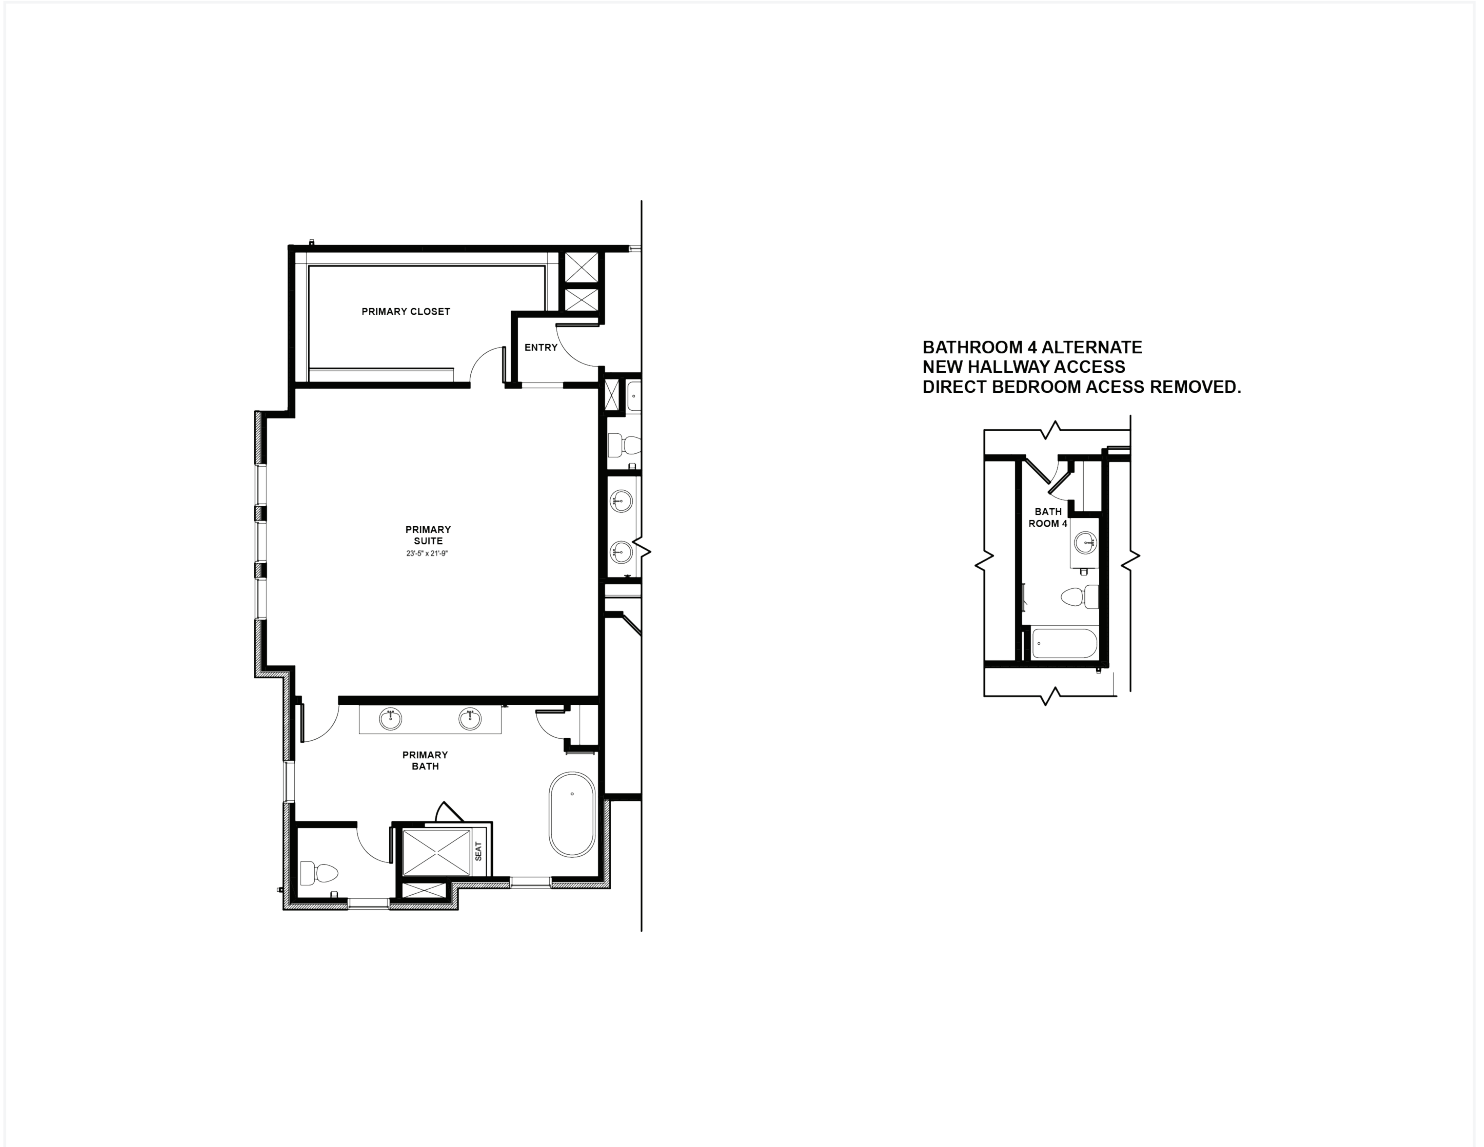 PRIMARY CLOSET
ENTRY
PRIMARY
SUITE
23'-5" x 21'-9"
PRIMARY
BATH
SEAT
BATHROOM 4 ALTERNATE
NEW HALLWAY ACCESS
DIRECT BEDROOM ACESS REMOVED.
BATH
ROOM 4